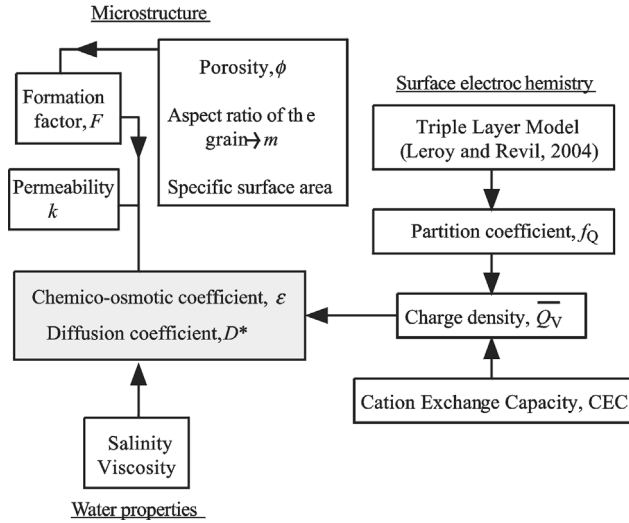 Microstructure
Formation
factor, F
Porosity, ϕ
Aspect ratio of th e
grain→ m
Specific surface area
Permeability
k
Surface electroc hemistry
Triple Layer Model
(Leroy and Revil, 2004)
Partition coefficient, fQ
Chemico-osmotic coefficient, ε
Diffusion coefficient,D*
Charge density, Q̅V̅
Cation Exchange Capacity, CEC
Salinity
Viscosity
Water properties